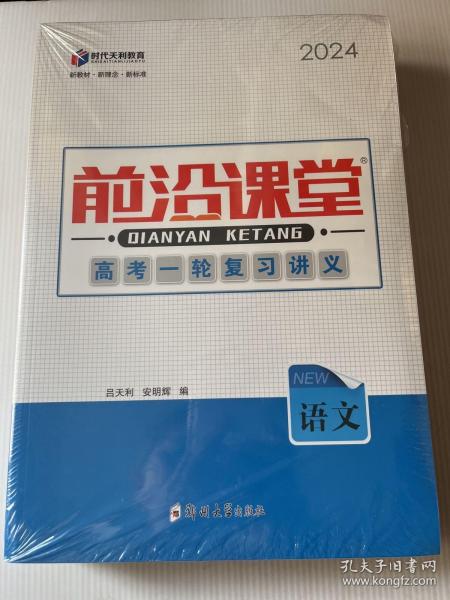 时代天利教育
SHIDAITIANLIJIAOYU
新教材·新理念·新标准
2024
前沿课堂®
QIANYAN KETANG
高考一轮复习讲义
吕天利 安明辉 编
NEW
语文
郑州大学出版社
孔夫子旧书网
www.kongfz.com